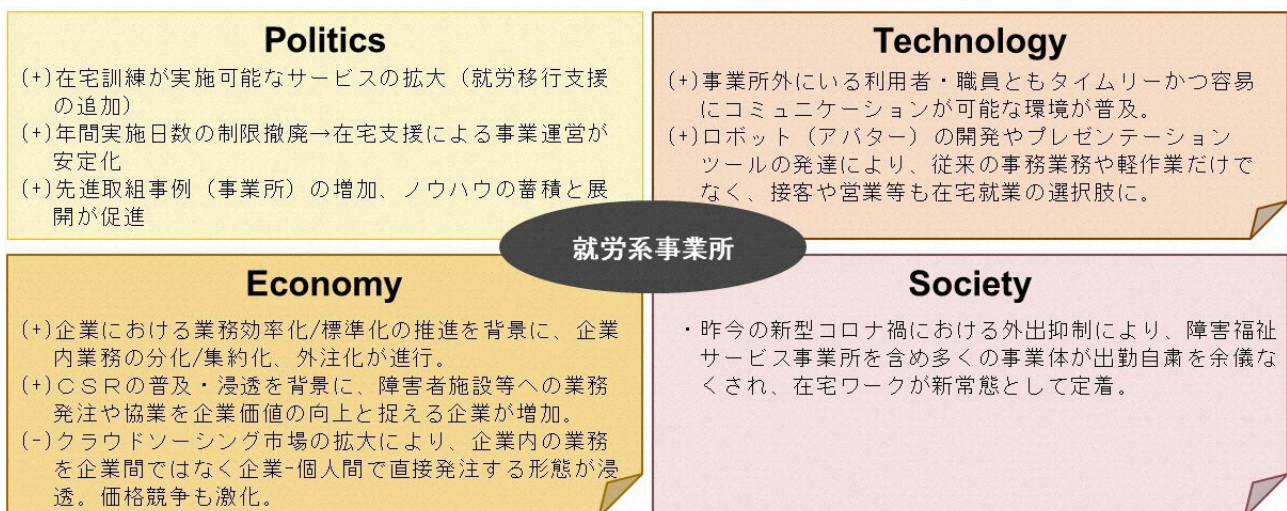 Politics
(+)在宅訓練が実施可能なサービスの拡大（就労移行支援
の追加）
(+)年間実施日数の制限撤廃→在宅支援による事業運営が
安定化
(+)先進取組事例（事業所）の増加、ノウハウの蓄積と展
開が促進
Technology
(+)事業所外にいる利用者・職員ともタイムリーかつ容易
にコミュニケーションが可能な環境が普及。
(+)ロボット（アバター）の開発やプレゼンテーション
ツールの発達により、従来の事務業務や軽作業だけで
なく、接客や営業等も在宅就業の選択肢に。
就労系事業所
Economy
(+)企業における業務効率化/標準化の推進を背景に、企業
内業務の分化/集約化、外注化が進行。
(+)ＣＳＲの普及・浸透を背景に、障害者施設等への業務
発注や協業を企業価値の向上と捉える企業が増加。
(-)クラウドソーシング市場の拡大により、企業内の業務
を企業間ではなく企業-個人間で直接発注する形態が浸
透。価格競争も激化。
Society
・昨今の新型コロナ禍における外出抑制により、障害福祉
サービス事業所を含め多くの事業体が出勤自粛を余儀な
くされ、在宅ワークが新常態として定着。